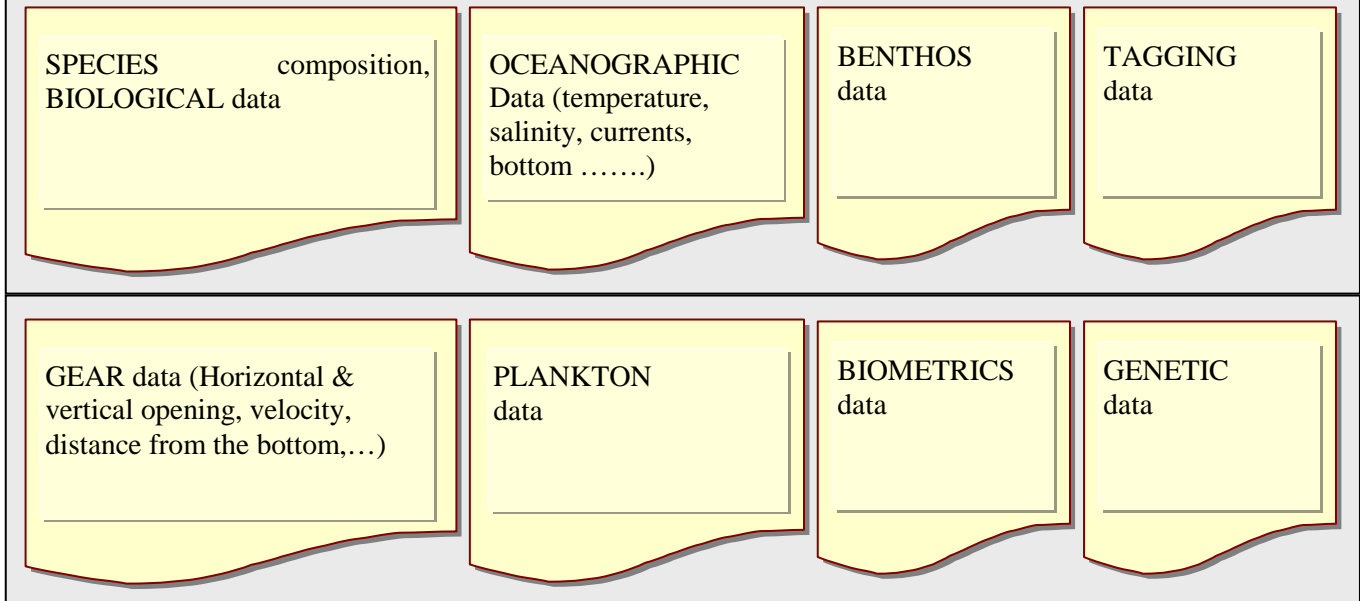 SPECIES composition,
BIOLOGICAL data
OCEANOGRAPHIC
Data (temperature,
salinity, currents,
bottom …….)
BENTHOS
data
TAGGING
data
GEAR data (Horizontal &
vertical opening, velocity,
distance from the bottom,…)
PLANKTON
data
BIOMETRICS
data
GENETIC
data